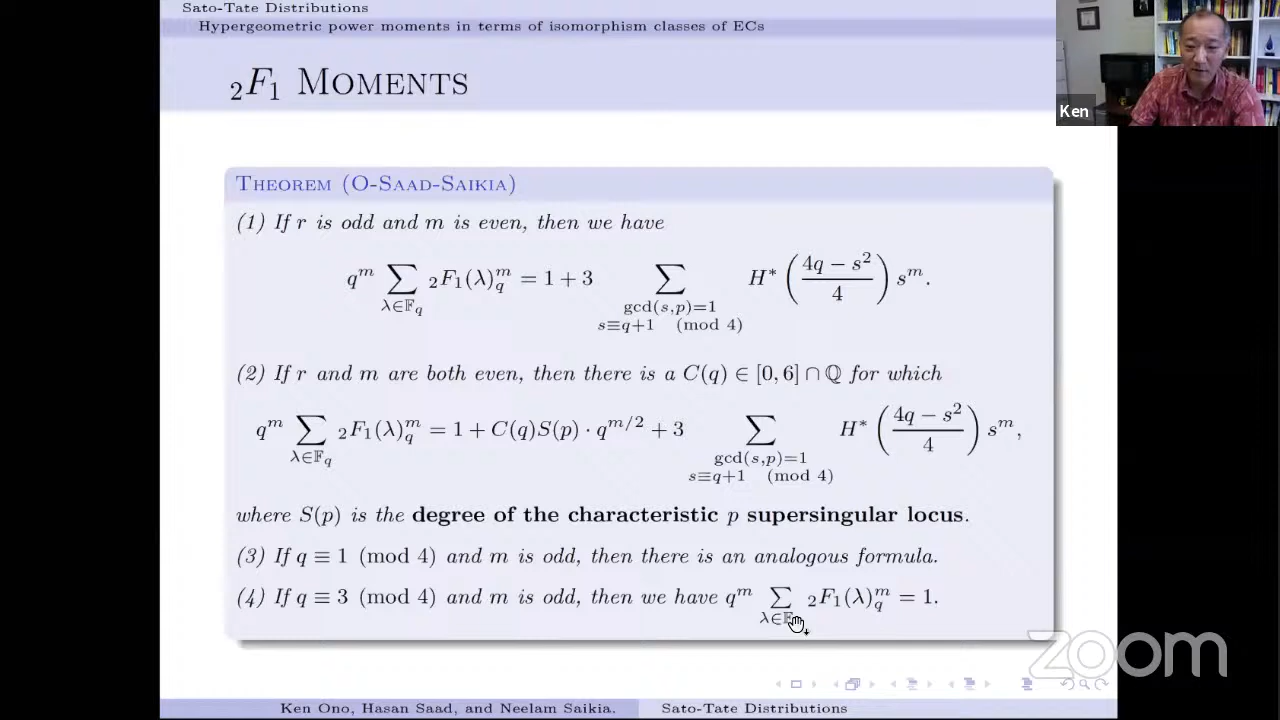 Sato-Tate Distributions
Hypergeometric power moments in terms of isomorphism classes of ECs
₂F₁ MOMENTS
Ken
THEOREM (O-SAAD-SAIKIA)
(1) If r is odd and m is even, then we have
q^m ∑_{λ∈𝔽_q} ₂F₁(λ)_q^m = 1 + 3 ∑_{gcd(s,p)=1, s≡q+1 (mod 4)} H* ((4q − s²)/4) s^m.
(2) If r and m are both even, then there is a C(q) ∈ [0, 6] ∩ ℚ for which
q^m ∑_{λ∈𝔽_q} ₂F₁(λ)_q^m = 1 + C(q)S(p) · q^{m/2} + 3 ∑_{gcd(s,p)=1, s≡q+1 (mod 4)} H* ((4q − s²)/4) s^m,
where S(p) is the degree of the characteristic p supersingular locus.
(3) If q ≡ 1 (mod 4) and m is odd, then there is an analogous formula.
(4) If q ≡ 3 (mod 4) and m is odd, then we have q^m ∑_{λ∈𝔽} ₂F₁(λ)_q^m = 1.
zoom
Ken Ono, Hasan Saad, and Neelam Saikia.
Sato-Tate Distributions